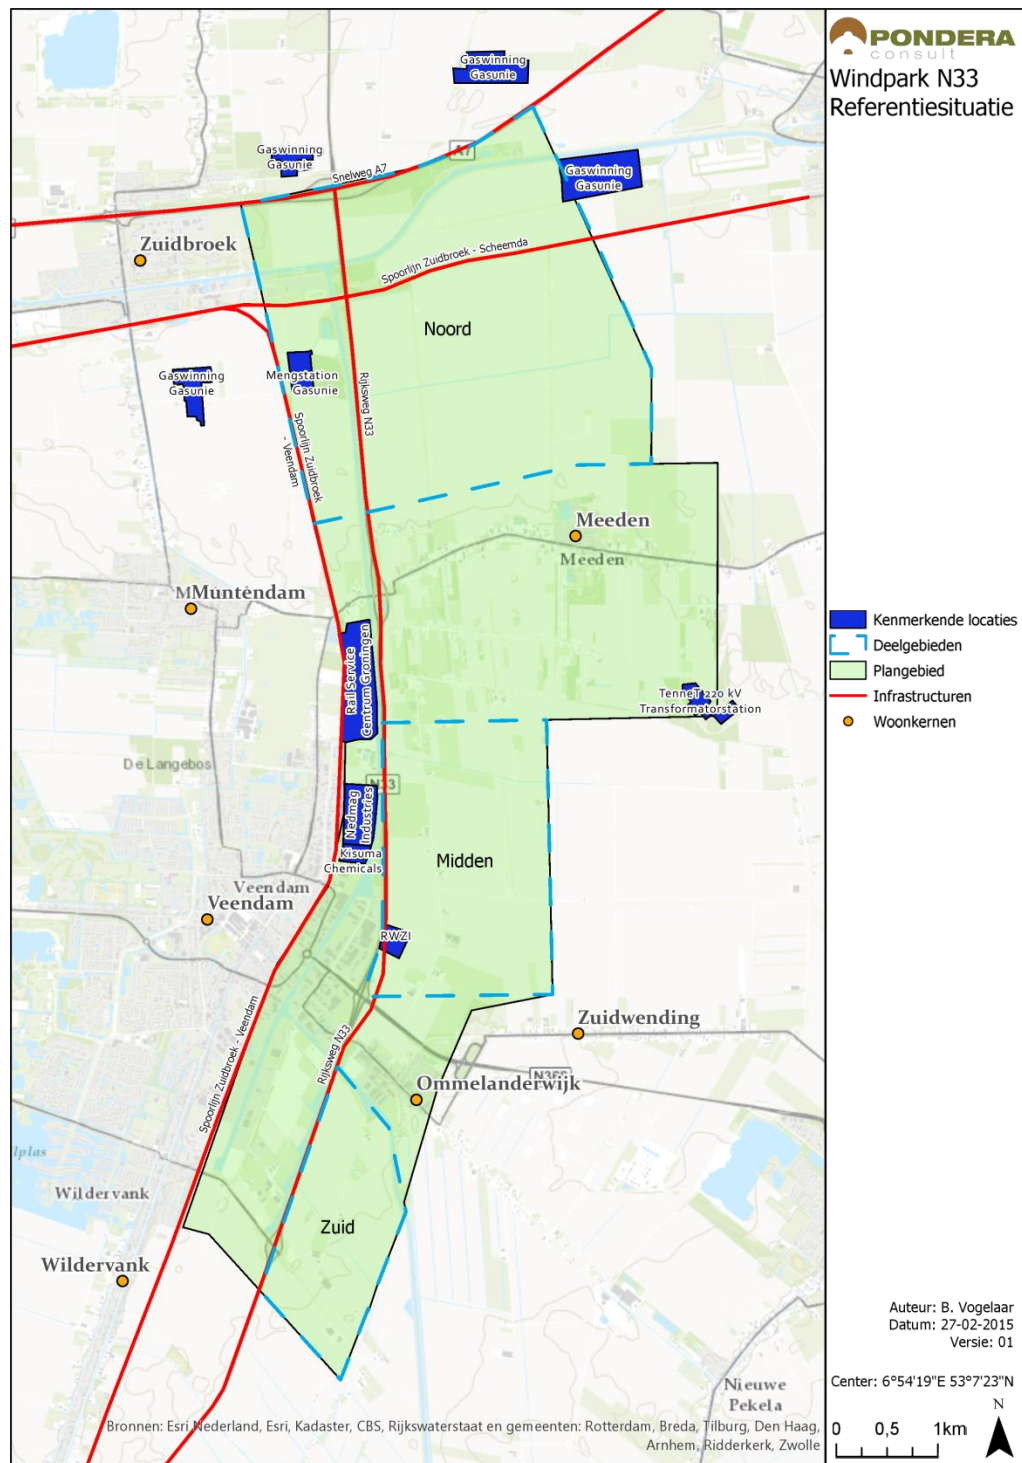 PONDERA
consult
Windpark N33
Referentiesituatie
Gaswinning
Gasunie
Gaswinning
Gasunie
A7
Snelweg A7
Gaswinning
Gasunie
Zuidbroek
Spoorlijn Zuidbroek - Scheemda
Noord
Gaswinning
Gasunie
Mengstation
Gasunie
Rijksweg N33
Spoorlijn Zuidbroek
- Veendam
Meeden
Meeden
Muntendam
Rail Service
Centrum Groningen
TenneT 220 kV
Transformatorstation
De Langebos
N33
Nedmag
Industries
Kisuma
Chemicals
Midden
Veendam
Veendam
RWZI
Zuidwending
Rijksweg N33
Spoorlijn Zuidbroek - Veendam
Ommelanderwijk
lplas
Wildervank
Zuid
Wildervank
Nieuwe
Pekela
Kenmerkende locaties
Deelgebieden
Plangebied
Infrastructuren
Woonkernen
Auteur: B. Vogelaar
Datum: 27-02-2015
Versie: 01
Center: 6°54'19"E 53°7'23"N
N
0 0,5 1km
Bronnen: Esri Nederland, Esri, Kadaster, CBS, Rijkswaterstaat en gemeenten: Rotterdam, Breda, Tilburg, Den Haag,
Arnhem, Ridderkerk, Zwolle